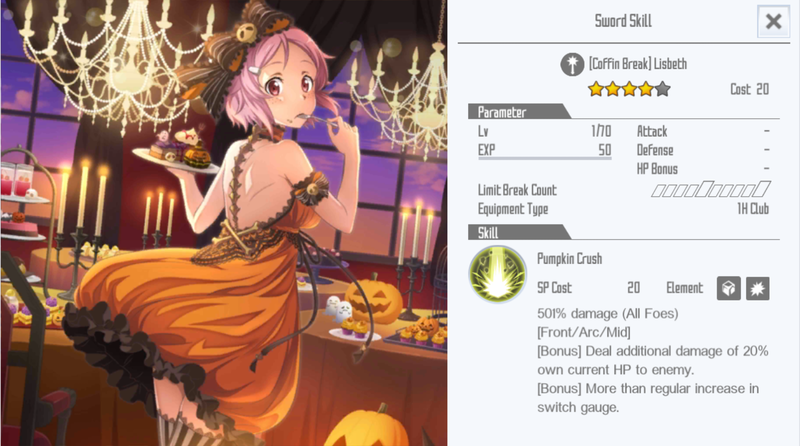 Sword Skill
[Coffin Break] Lisbeth
Cost 20
Parameter
Lv 1/70 Attack -
EXP 50 Defense -
HP Bonus -
Limit Break Count
Equipment Type 1H Club
Skill
Pumpkin Crush
SP Cost 20 Element
501% damage (All Foes)
[Front/Arc/Mid]
[Bonus] Deal additional damage of 20%
own current HP to enemy.
[Bonus] More than regular increase in
switch gauge.